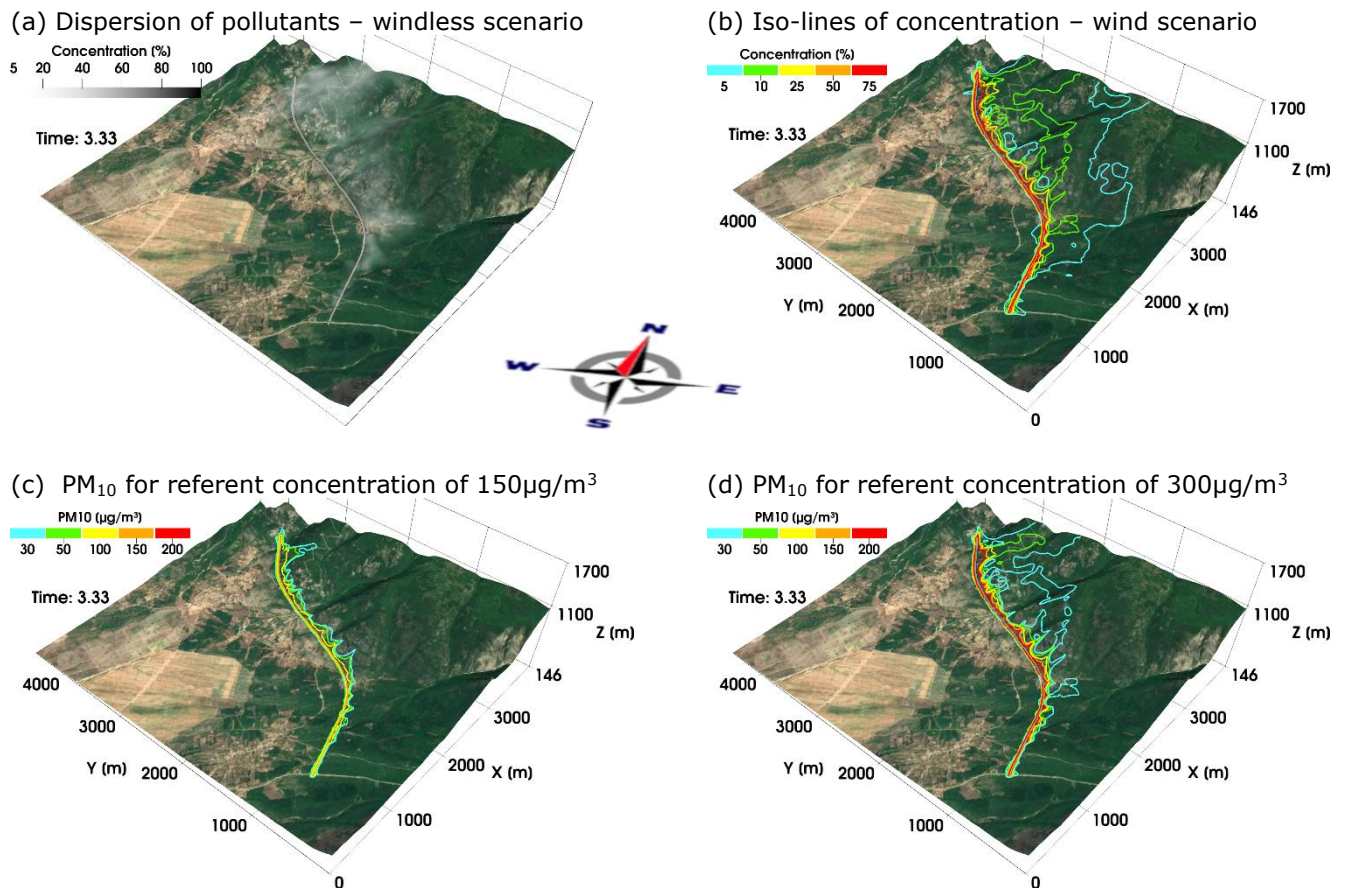 (a) Dispersion of pollutants – windless scenario
Concentration (%)
5 20 40 60 80 100
Time: 3.33
(b) Iso-lines of concentration – wind scenario
Concentration (%)
5 10 25 50 75
Time: 3.33
1700
1100
Z (m)
146
4000
3000
3000
Y (m) 2000
2000 X (m)
1000
1000
0
N
W
E
S
(c) PM10 for referent concentration of 150µg/m³
PM10 (µg/m³)
30 50 100 150 200
Time: 3.33
1700
1100
Z (m)
146
4000
3000
3000
Y (m) 2000
2000 X (m)
1000
1000
0
(d) PM10 for referent concentration of 300µg/m³
PM10 (µg/m³)
30 50 100 150 200
Time: 3.33
1700
1100
Z (m)
146
4000
3000
3000
Y (m) 2000
2000 X (m)
1000
1000
0